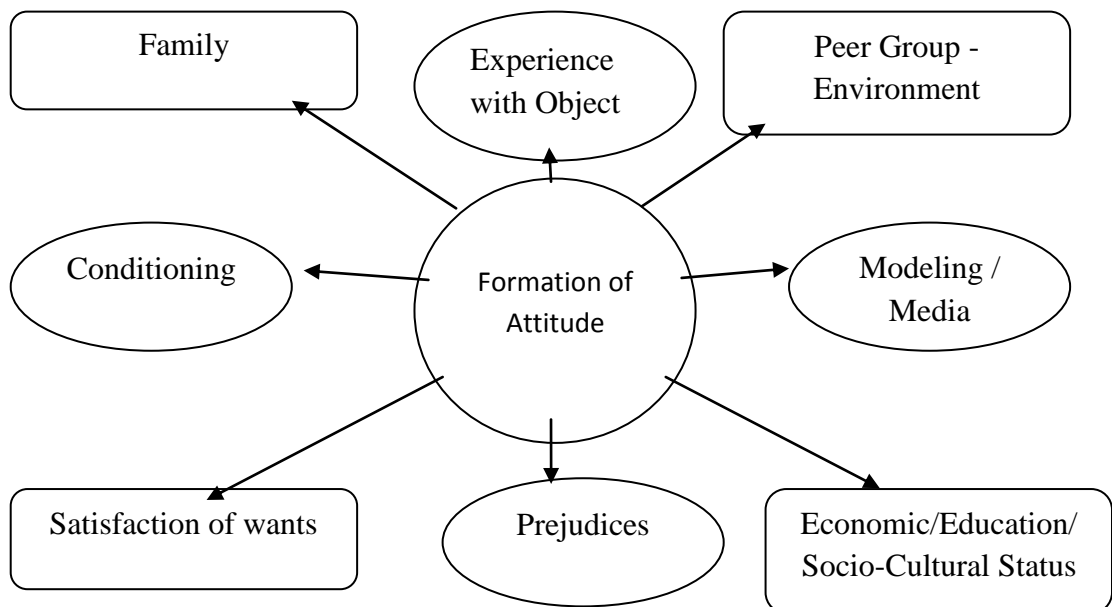 Family
Experience
with Object
Peer Group -
Environment
Conditioning
Formation of
Attitude
Modeling /
Media
Satisfaction of wants
Prejudices
Economic/Education/
Socio-Cultural Status